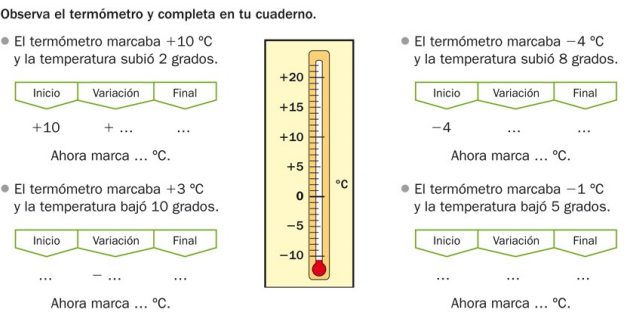 Observa el termómetro y completa en tu cuaderno.
El termómetro marcaba +10 ºC
y la temperatura subió 2 grados.
Inicio Variación Final
+10 + ... ...
Ahora marca ... ºC.
El termómetro marcaba +3 ºC
y la temperatura bajó 10 grados.
Inicio Variación Final
... − ... ...
Ahora marca ... ºC.
+20
+15
+10
+5
0
−5
−10
ºC
El termómetro marcaba −4 ºC
y la temperatura subió 8 grados.
Inicio Variación Final
−4 ... ...
Ahora marca ... ºC.
El termómetro marcaba −1 ºC
y la temperatura bajó 5 grados.
Inicio Variación Final
... ... ...
Ahora marca ... ºC.